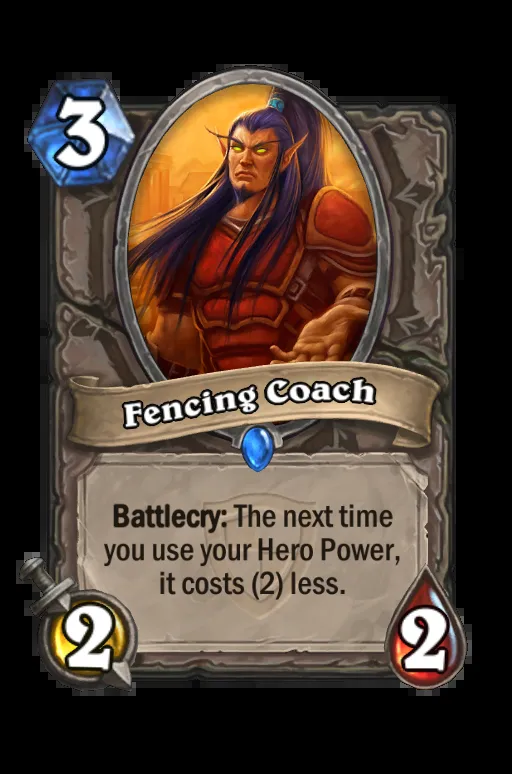 3
Fencing Coach
Battlecry: The next time
you use your Hero Power,
it costs (2) less.
2
2